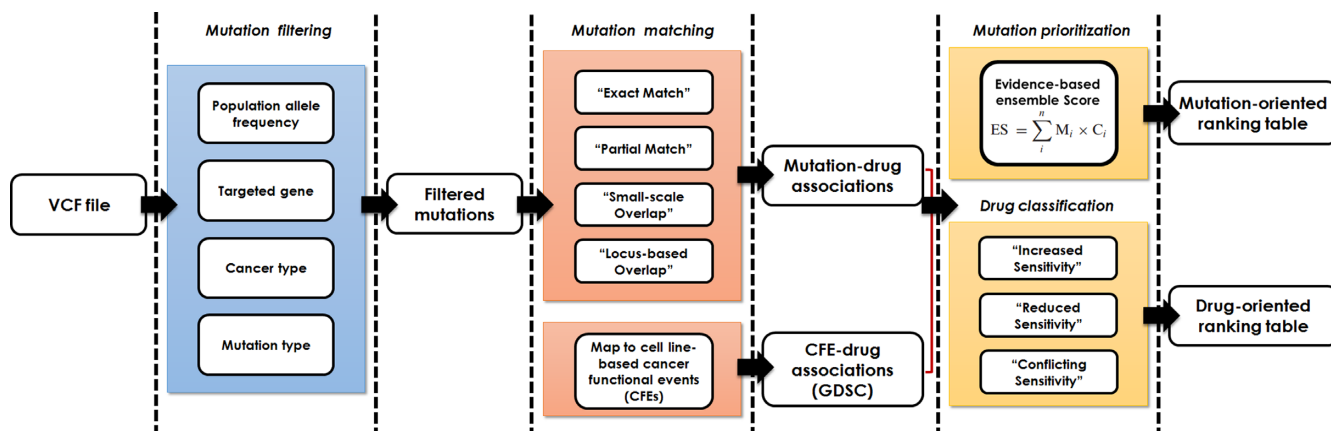 Mutation filtering
Mutation matching
Mutation prioritization
VCF file
Population allele
frequency
Targeted gene
Cancer type
Mutation type
Filtered
mutations
“Exact Match”
“Partial Match”
“Small-scale
Overlap”
“Locus-based
Overlap”
Map to cell line-
based cancer
functional events
(CFEs)
Mutation-drug
associations
CFE-drug
associations
(GDSC)
Evidence-based
ensemble Score
ES = ∑ᵢⁿ Mᵢ × Cᵢ
Drug classification
“Increased
Sensitivity”
“Reduced
Sensitivity”
“Conflicting
Sensitivity”
Mutation-oriented
ranking table
Drug-oriented
ranking table